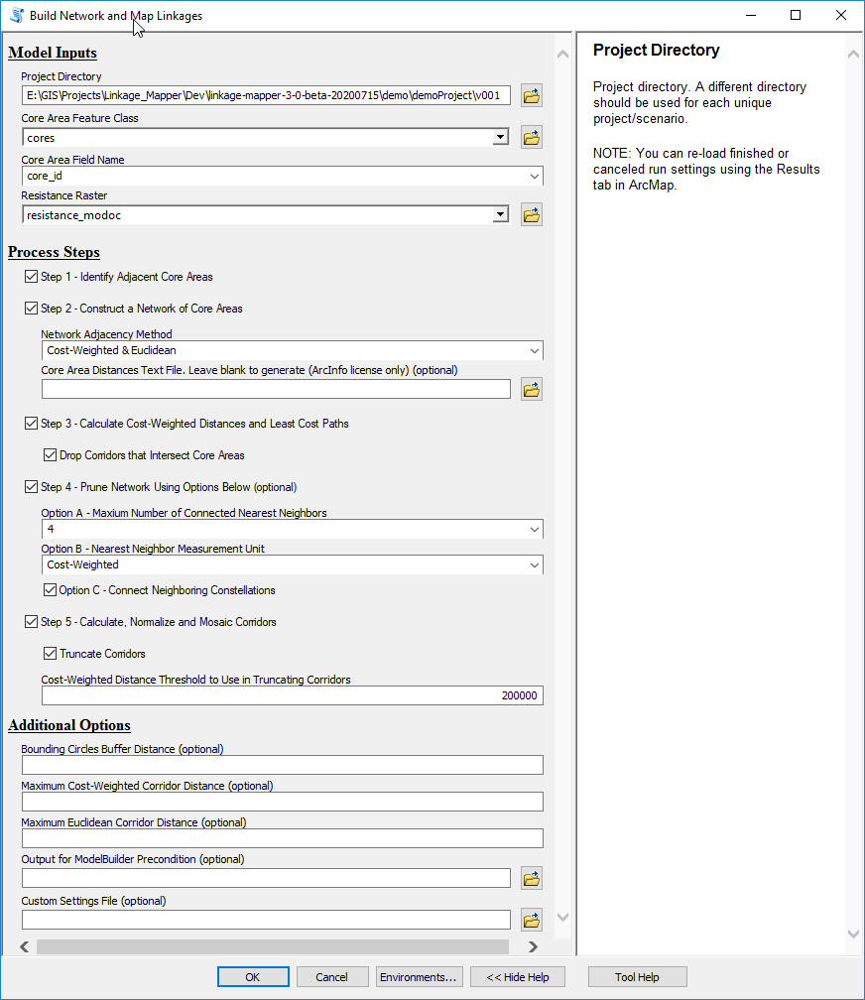 Build Network and Map Linkages
Model Inputs
Project Directory
E:\GIS\Projects\Linkage_Mapper\Dev\linkage-mapper-3-0-beta-20200715\demo\demoProject\v001
Core Area Feature Class
cores
Core Area Field Name
core_id
Resistance Raster
resistance_modoc
Process Steps
Step 1 - Identify Adjacent Core Areas
Step 2 - Construct a Network of Core Areas
Network Adjacency Method
Cost-Weighted & Euclidean
Core Area Distances Text File. Leave blank to generate (ArcInfo license only) (optional)
Step 3 - Calculate Cost-Weighted Distances and Least Cost Paths
Drop Corridors that Intersect Core Areas
Step 4 - Prune Network Using Options Below (optional)
Option A - Maxium Number of Connected Nearest Neighbors
4
Option B - Nearest Neighbor Measurement Unit
Cost-Weighted
Option C - Connect Neighboring Constellations
Step 5 - Calculate, Normalize and Mosaic Corridors
Truncate Corridors
Cost-Weighted Distance Threshold to Use in Truncating Corridors
200000
Additional Options
Bounding Circles Buffer Distance (optional)
Maximum Cost-Weighted Corridor Distance (optional)
Maximum Euclidean Corridor Distance (optional)
Output for ModelBuilder Precondition (optional)
Custom Settings File (optional)
Project Directory
Project directory. A different directory
should be used for each unique
project/scenario.
NOTE: You can re-load finished or
canceled run settings using the Results
tab in ArcMap.
OK
Cancel
Environments...
<< Hide Help
Tool Help